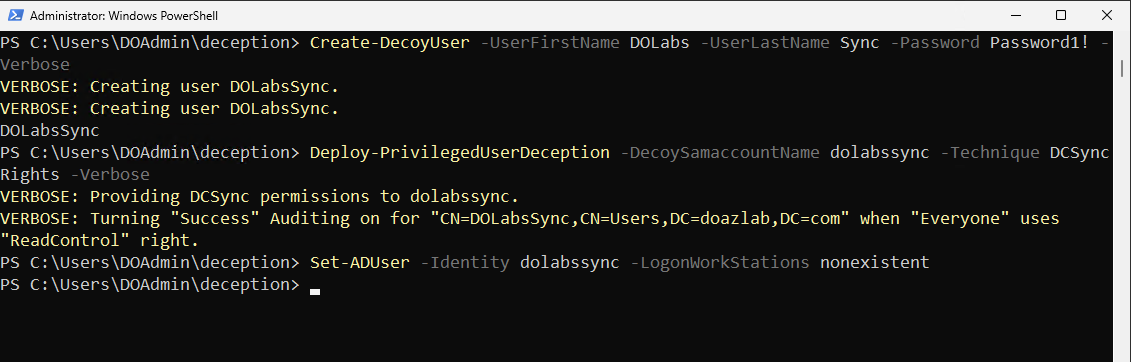 Administrator: Windows PowerShell
PS C:\Users\DOAdmin\deception> Create-DecoyUser -UserFirstName DOLabs -UserLastName Sync -Password Password1! -
Verbose
VERBOSE: Creating user DOLabsSync.
VERBOSE: Creating user DOLabsSync.
DOLabsSync
PS C:\Users\DOAdmin\deception> Deploy-PrivilegedUserDeception -DecoySamaccountName dolabssync -Technique DCSync
Rights -Verbose
VERBOSE: Providing DCSync permissions to dolabssync.
VERBOSE: Turning "Success" Auditing on for "CN=DOLabsSync,CN=Users,DC=doazlab,DC=com" when "Everyone" uses
"ReadControl" right.
PS C:\Users\DOAdmin\deception> Set-ADUser -Identity dolabssync -LogonWorkStations nonexistent
PS C:\Users\DOAdmin\deception>